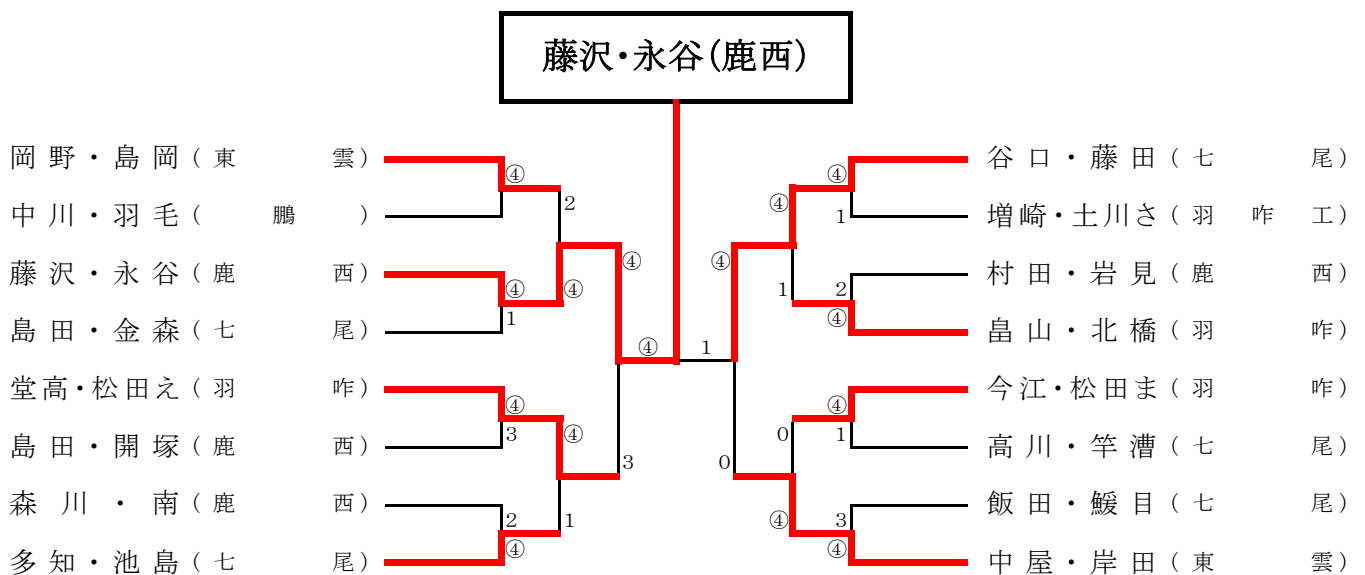 藤沢・永谷(鹿西)
岡野・島岡(東雲) 谷口・藤田(七尾)
④ ④
中川・羽毛(鵬) 2 ④ 1 増崎・土川さ(羽咋工)
藤沢・永谷(鹿西) ④ ④ 村田・岩見(鹿西)
④ ④ 1 2
島田・金森(七尾) 1 ④ 畠山・北橋(羽咋)
④ 1
堂高・松田え(羽咋) 今江・松田ま(羽咋)
④ ④
島田・開塚(鹿西) 3 ④ 0 1 高川・竿漕(七尾)
3 0
森川・南(鹿西) 飯田・鰀目(七尾)
2 1 ④ 3
多知・池島(七尾) ④ ④ 中屋・岸田(東雲)